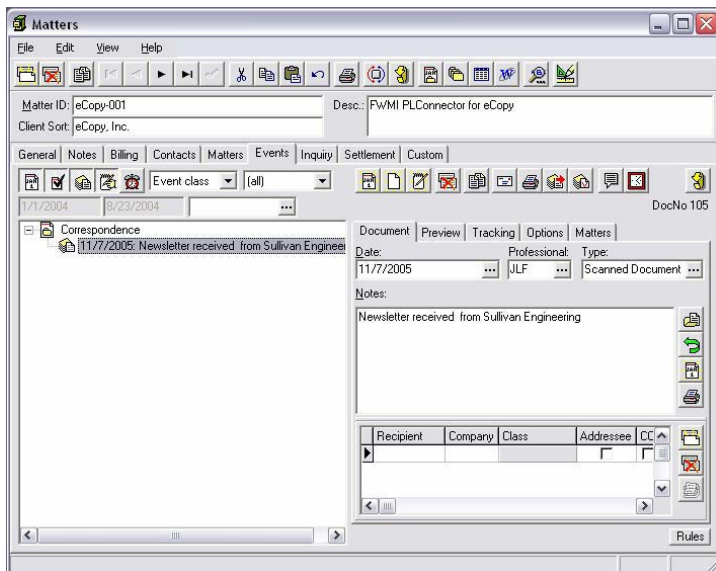 Matters
File Edit View Help
Matter ID: eCopy-001 Desc.: FWMI PLConnector for eCopy
Client Sort: eCopy, Inc.
General Notes Billing Contacts Matters Events Inquiry Settlement Custom
Event class (all)
1/1/2004 8/23/2004 ... DocNo 105
Correspondence
11/7/2005: Newsletter received from Sullivan Engineer
Document Preview Tracking Options Matters
Date: Professional: Type:
11/7/2005 ... JLF ... Scanned Document ...
Notes:
Newsletter received from Sullivan Engineering
Recipient Company Class Addressee CC
Rules